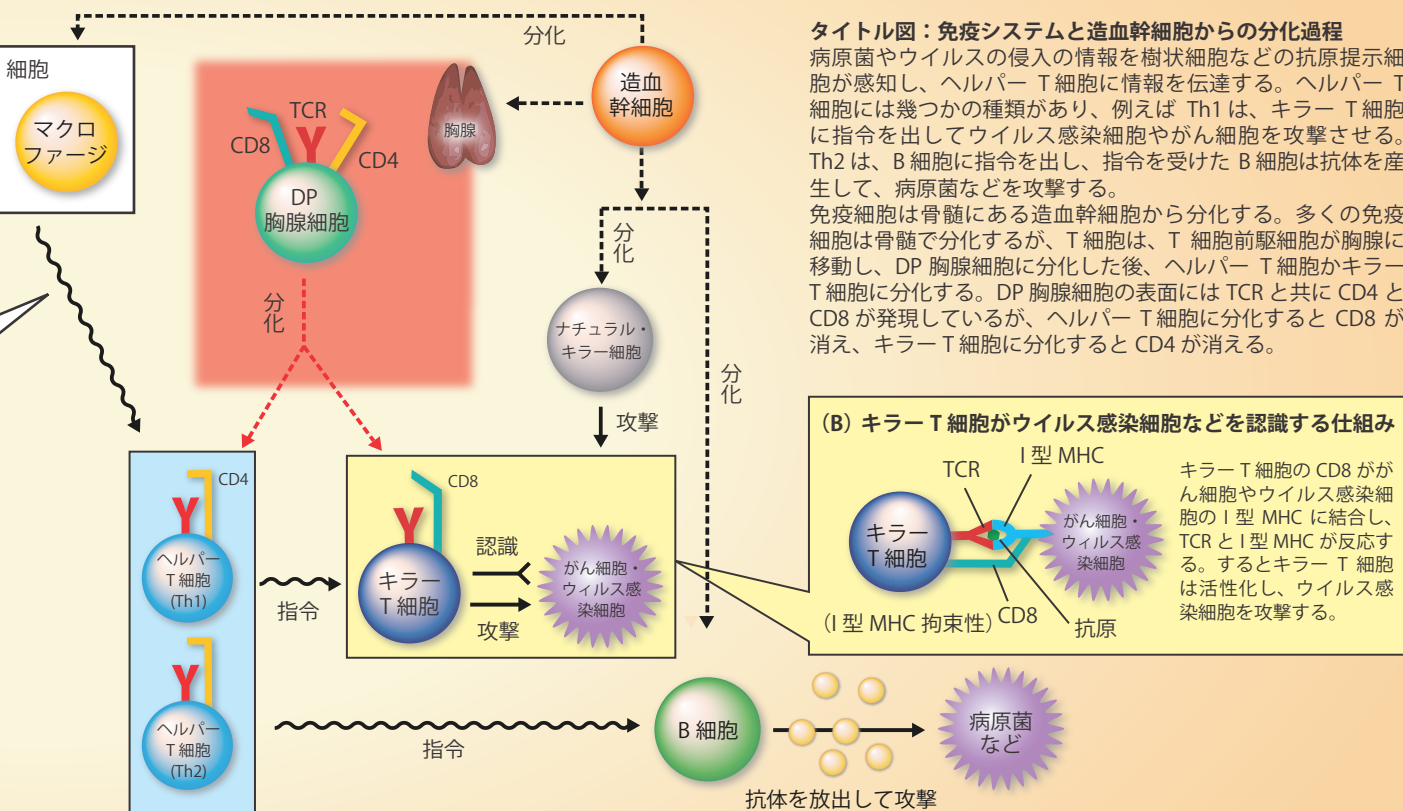 タイトル図：免疫システムと造血幹細胞からの分化過程
病原菌やウイルスの侵入の情報を樹状細胞などの抗原提示細
胞が感知し、ヘルパー T 細胞に情報を伝達する。ヘルパー T
細胞には幾つかの種類があり、例えば Th1 は、キラー T 細胞
に指令を出してウイルス感染細胞やがん細胞を攻撃させる。
Th2 は、B 細胞に指令を出し、指令を受けた B 細胞は抗体を産
生して、病原菌などを攻撃する。
免疫細胞は骨髄にある造血幹細胞から分化する。多くの免疫
細胞は骨髄で分化するが、T 細胞は、T 細胞前駆細胞が胸腺に
移動し、DP 胸腺細胞に分化した後、ヘルパー T 細胞かキラー
T 細胞に分化する。DP 胸腺細胞の表面には TCR と共に CD4 と
CD8 が発現しているが、ヘルパー T 細胞に分化すると CD8 が
消え、キラー T 細胞に分化すると CD4 が消える。
分化
細胞
マクロ
ファージ
造血
幹細胞
胸腺
TCR
CD8
CD4
DP
胸腺細胞
分化
分化
ナチュラル・
キラー細胞
分化
攻撃
CD4
ヘルパー
T 細胞
(Th1)
指令
ヘルパー
T 細胞
(Th2)
指令
CD8
キラー
T 細胞
認識
攻撃
がん細胞・
ウィルス感
染細胞
(B) キラー T 細胞がウイルス感染細胞などを認識する仕組み
TCR
I 型 MHC
キラー
T 細胞
がん細胞・
ウィルス感
染細胞
(I 型 MHC 拘束性)
CD8
抗原
キラー T 細胞の CD8 がが
ん細胞やウイルス感染細
胞の I 型 MHC に結合し、
TCR と I 型 MHC が反応す
る。するとキラー T 細胞
は活性化し、ウイルス感
染細胞を攻撃する。
B 細胞
病原菌
など
抗体を放出して攻撃